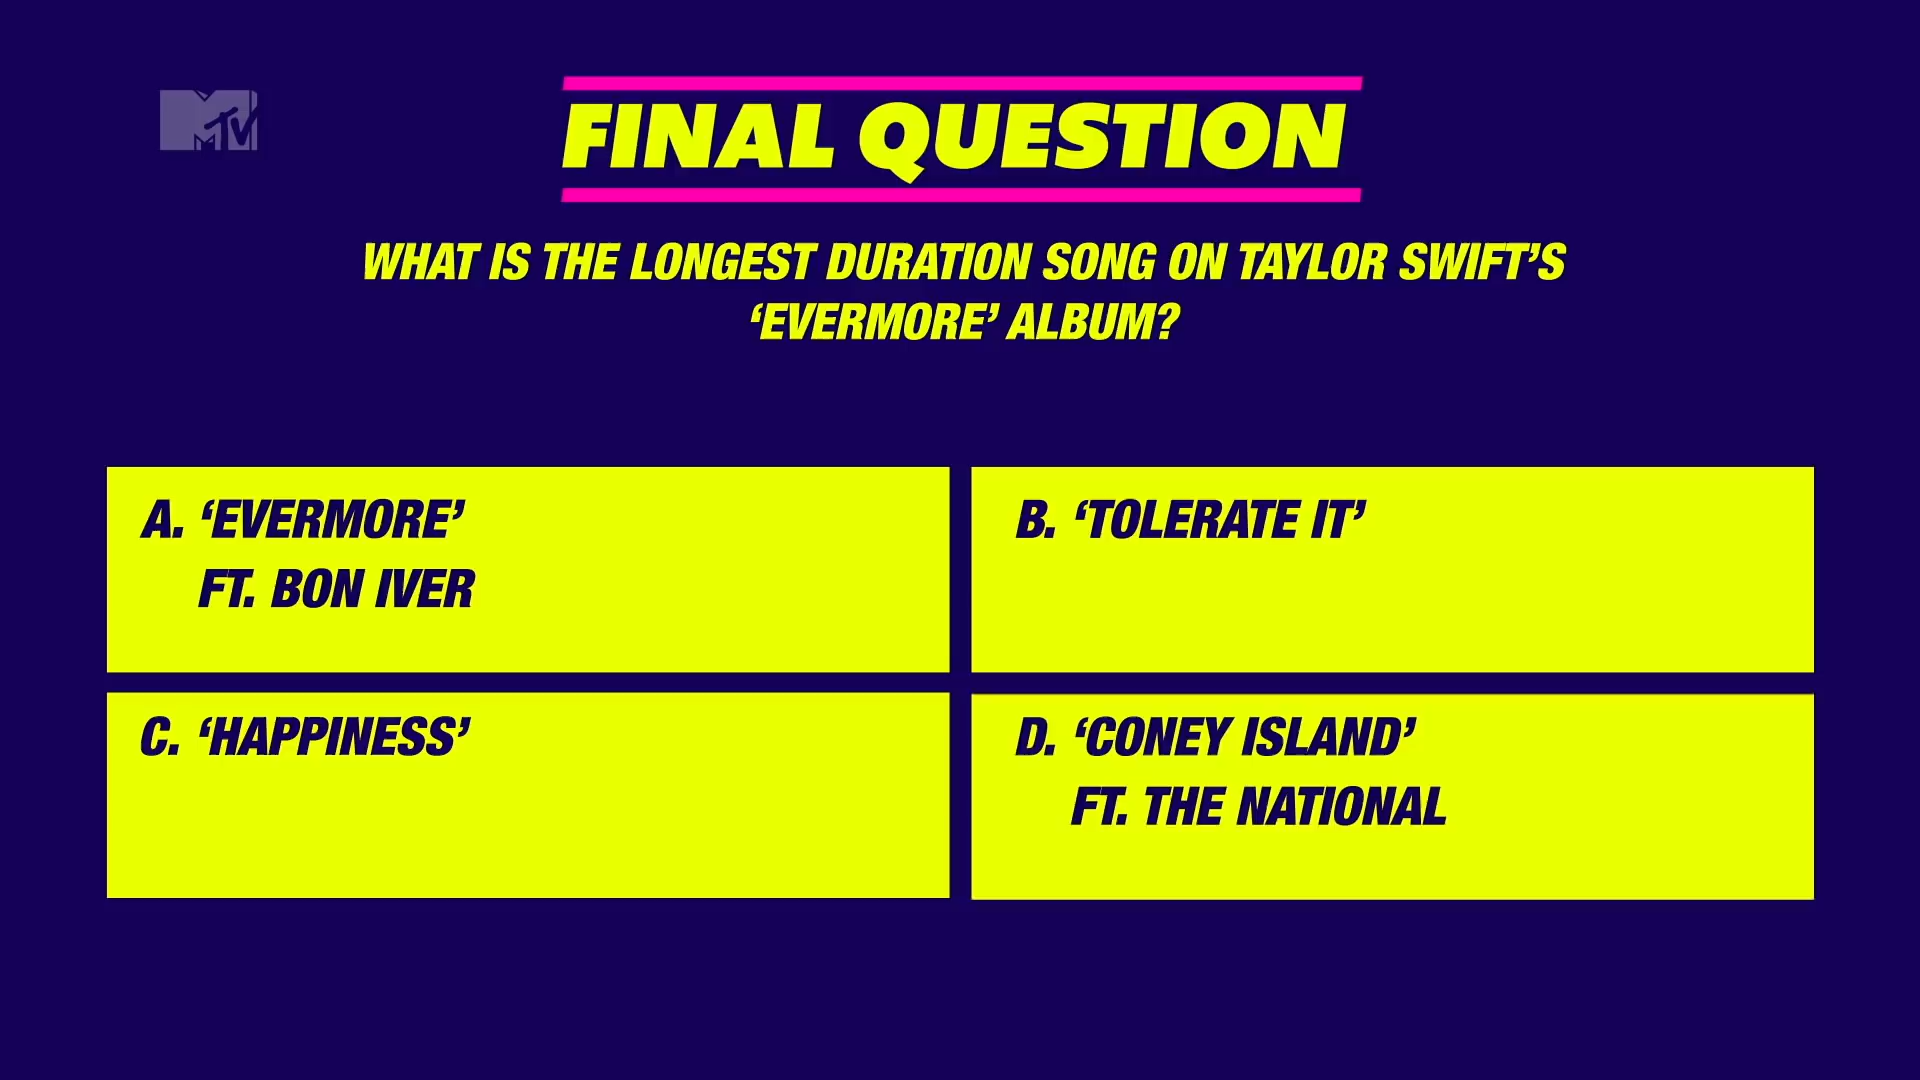 MTV
FINAL QUESTION
WHAT IS THE LONGEST DURATION SONG ON TAYLOR SWIFT’S
‘EVERMORE’ ALBUM?
A. ‘EVERMORE’
FT. BON IVER
B. ‘TOLERATE IT’
C. ‘HAPPINESS’
D. ‘CONEY ISLAND’
FT. THE NATIONAL